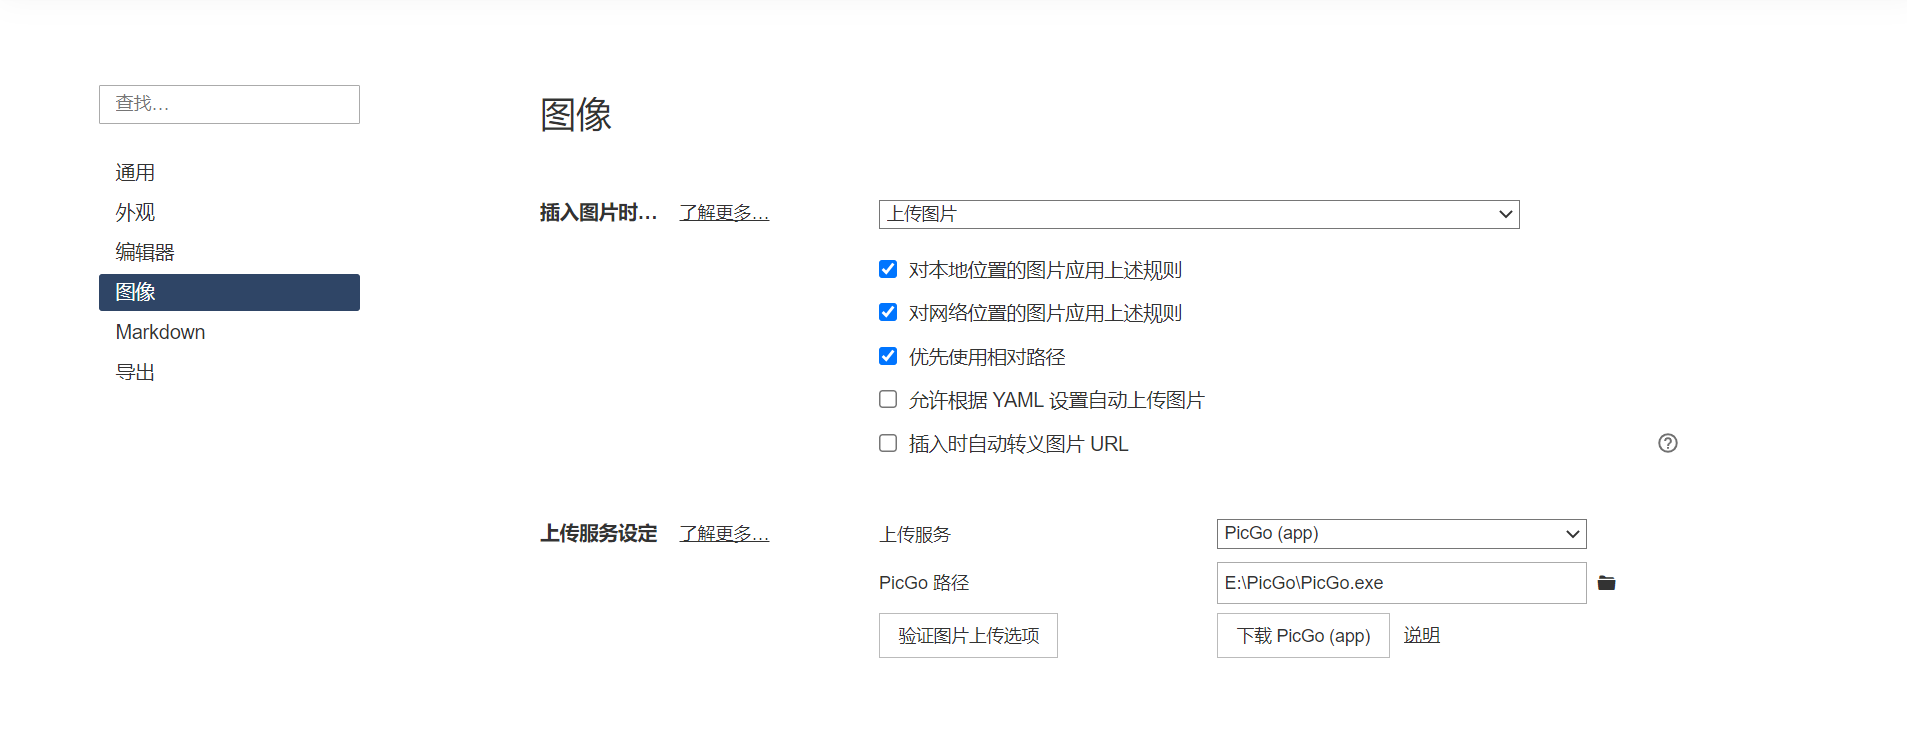 查找…
通用
外观
编辑器
图像
Markdown
导出
图像
插入图片时… 了解更多… 上传图片
对本地位置的图片应用上述规则
对网络位置的图片应用上述规则
优先使用相对路径
允许根据 YAML 设置自动上传图片
插入时自动转义图片 URL
上传服务设定 了解更多… 上传服务 PicGo (app)
PicGo 路径 E:\PicGo\PicGo.exe
验证图片上传选项 下载 PicGo (app) 说明